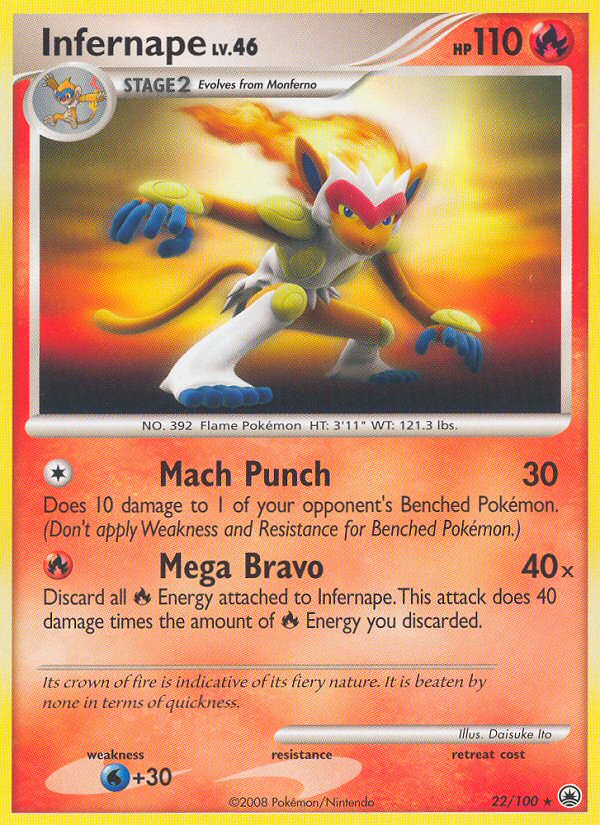 Infernape LV.46 HP 110
STAGE2 Evolves from Monferno
NO. 392 Flame Pokémon HT: 3'11" WT: 121.3 lbs.
Mach Punch 30
Does 10 damage to 1 of your opponent's Benched Pokémon.
(Don't apply Weakness and Resistance for Benched Pokémon.)
Mega Bravo 40x
Discard all Energy attached to Infernape. This attack does 40
damage times the amount of Energy you discarded.
Its crown of fire is indicative of its fiery nature. It is beaten by
none in terms of quickness.
Illus. Daisuke Ito
weakness resistance retreat cost
+30
©2008 Pokémon/Nintendo 22/100 ★